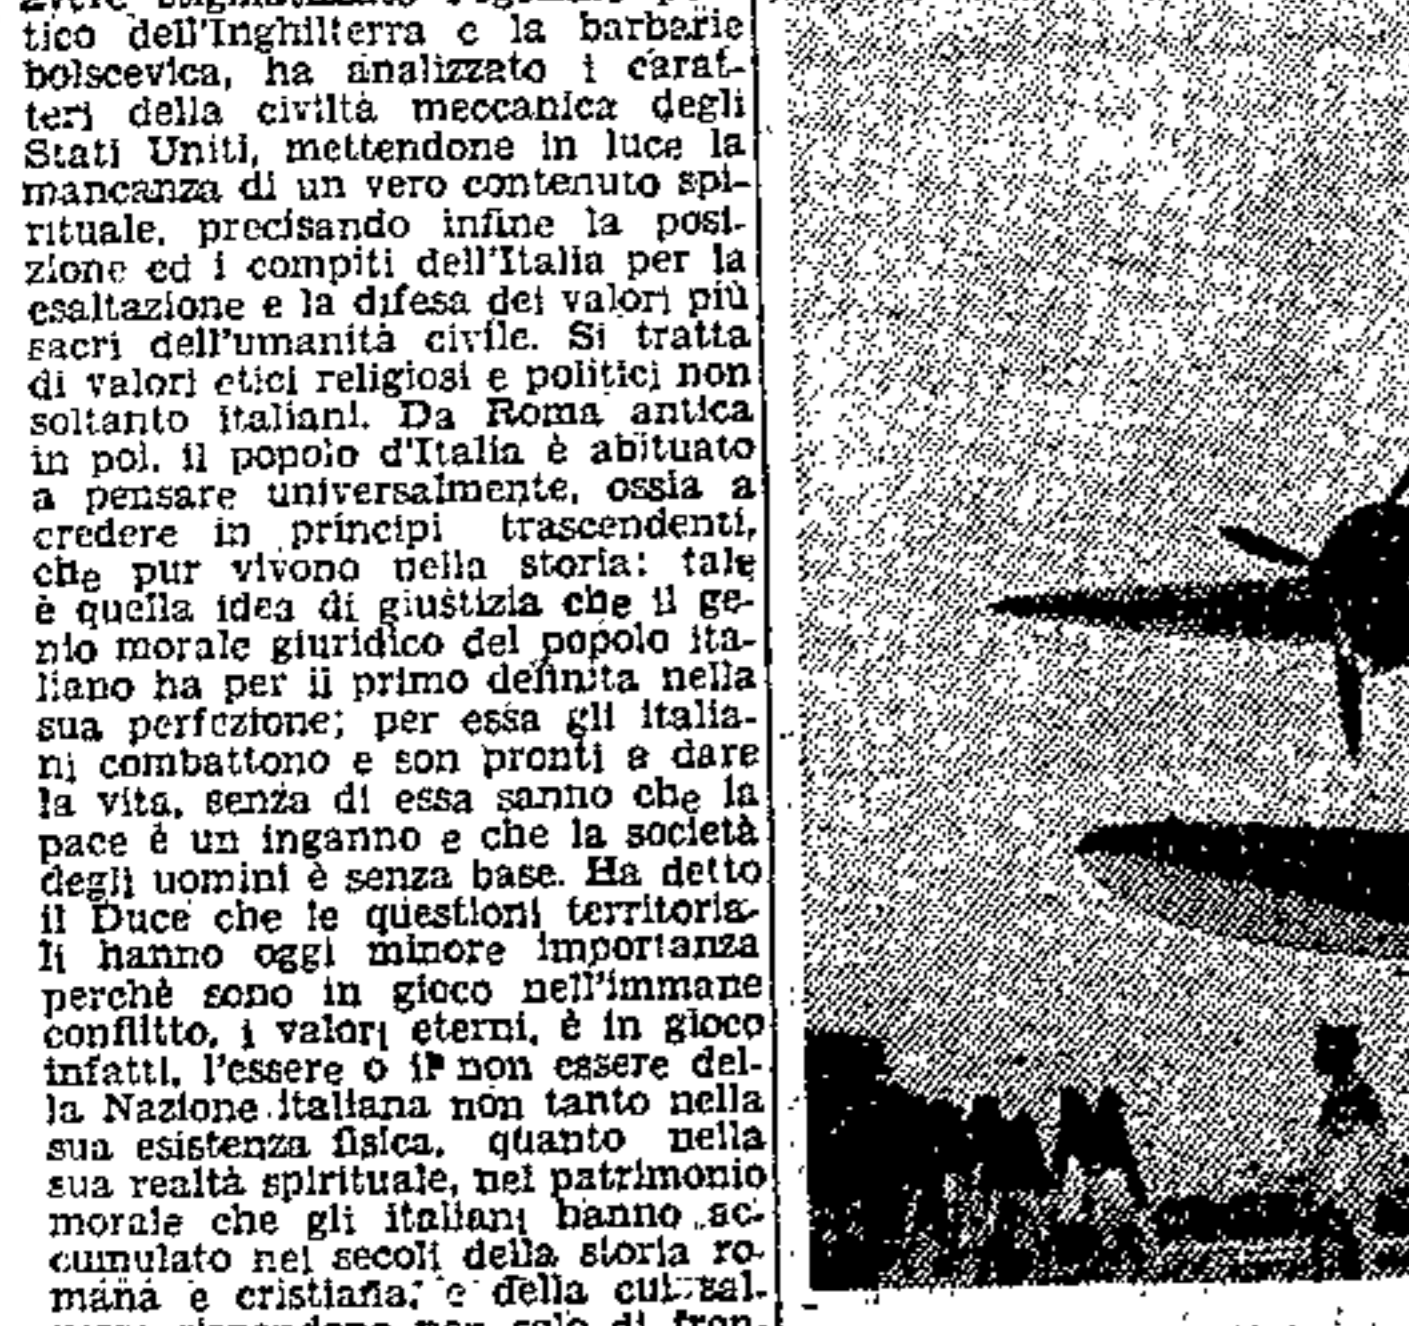 tico dell'Inghilterra e la barbarie
bolscevica, ha analizzato i carat-
teri della civiltà meccanica degli
Stati Uniti, mettendone in luce la
mancanza di un vero contenuto spi-
rituale, precisando infine la posi-
zione ed i compiti dell'Italia per la
esaltazione e la difesa dei valori più
sacri dell'umanità civile. Si tratta
di valori etici religiosi e politici non
soltanto italiani. Da Roma antica
in poi, il popolo d'Italia è abituato
a pensare universalmente, ossia a
credere in principi trascendenti,
che pur vivono nella storia: tale
è quella idea di giustizia che il ge-
nio morale giuridico del popolo ita-
liano ha per il primo definita nella
sua perfezione; per essa gli italia-
ni combattono e son pronti a dare
la vita, senza di essa sanno che la
pace è un inganno e che la società
degli uomini è senza base. Ha detto
il Duce che le questioni territoria-
li hanno oggi minore importanza
perchè sono in gioco nell'immane
conflitto, i valori eterni, è in gioco
infatti, l'essere o il non essere del-
la Nazione italiana non tanto nella
sua esistenza fisica, quanto nella
sua realtà spirituale, nel patrimonio
morale che gli italiani hanno ac-
cumulato nei secoli della storia ro-
mana e cristiana; e della